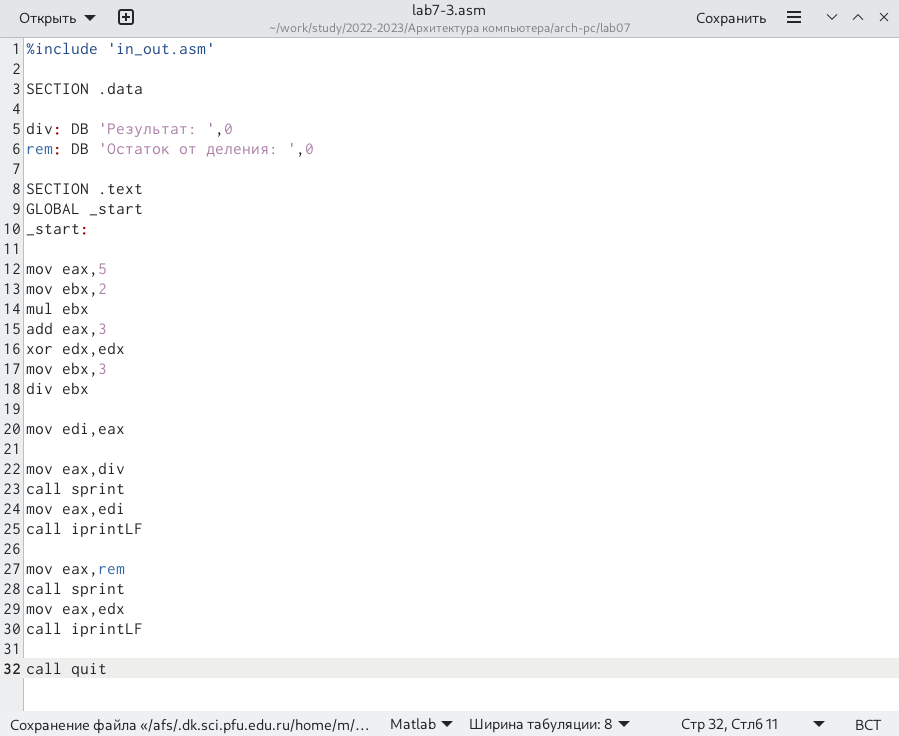 Открыть
lab7-3.asm
~/work/study/2022-2023/Архитектура компьютера/arch-pc/lab07
Сохранить
1 %include 'in_out.asm'
2
3 SECTION .data
4
5 div: DB 'Результат: ',0
6 rem: DB 'Остаток от деления: ',0
7
8 SECTION .text
9 GLOBAL _start
10 _start:
11
12 mov eax,5
13 mov ebx,2
14 mul ebx
15 add eax,3
16 xor edx,edx
17 mov ebx,3
18 div ebx
19
20 mov edi,eax
21
22 mov eax,div
23 call sprint
24 mov eax,edi
25 call iprintLF
26
27 mov eax,rem
28 call sprint
29 mov eax,edx
30 call iprintLF
31
32 call quit
Сохранение файла «/afs/.dk.sci.pfu.edu.ru/home/m/... Matlab Ширина табуляции: 8 Стр 32, Стлб 11 ВСТ